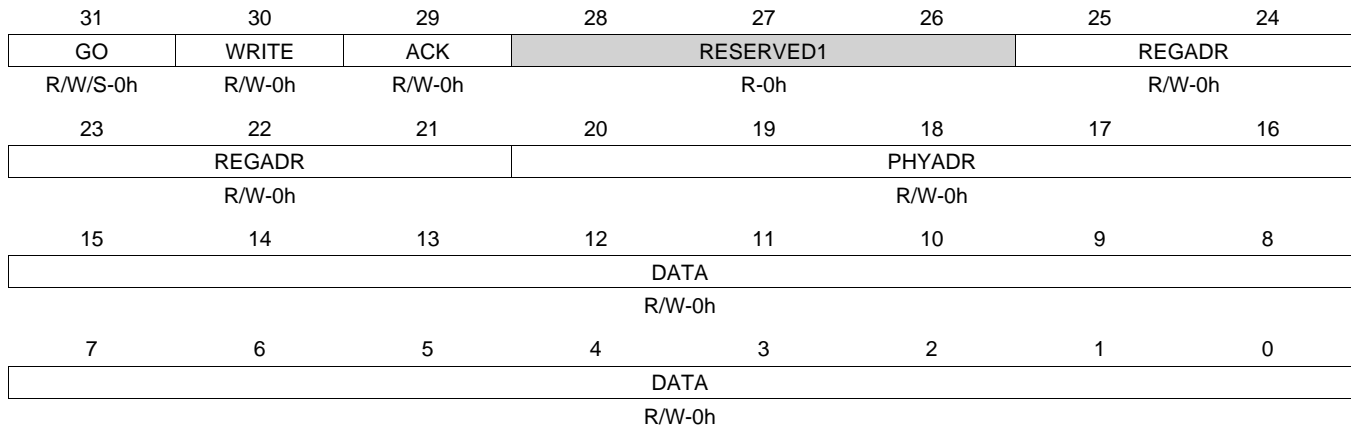 31 30 29 28 27 26 25 24
GO WRITE ACK RESERVED1 REGADR
R/W/S-0h R/W-0h R/W-0h R-0h R/W-0h
23 22 21 20 19 18 17 16
REGADR PHYADR
R/W-0h R/W-0h
15 14 13 12 11 10 9 8
DATA
R/W-0h
7 6 5 4 3 2 1 0
DATA
R/W-0h